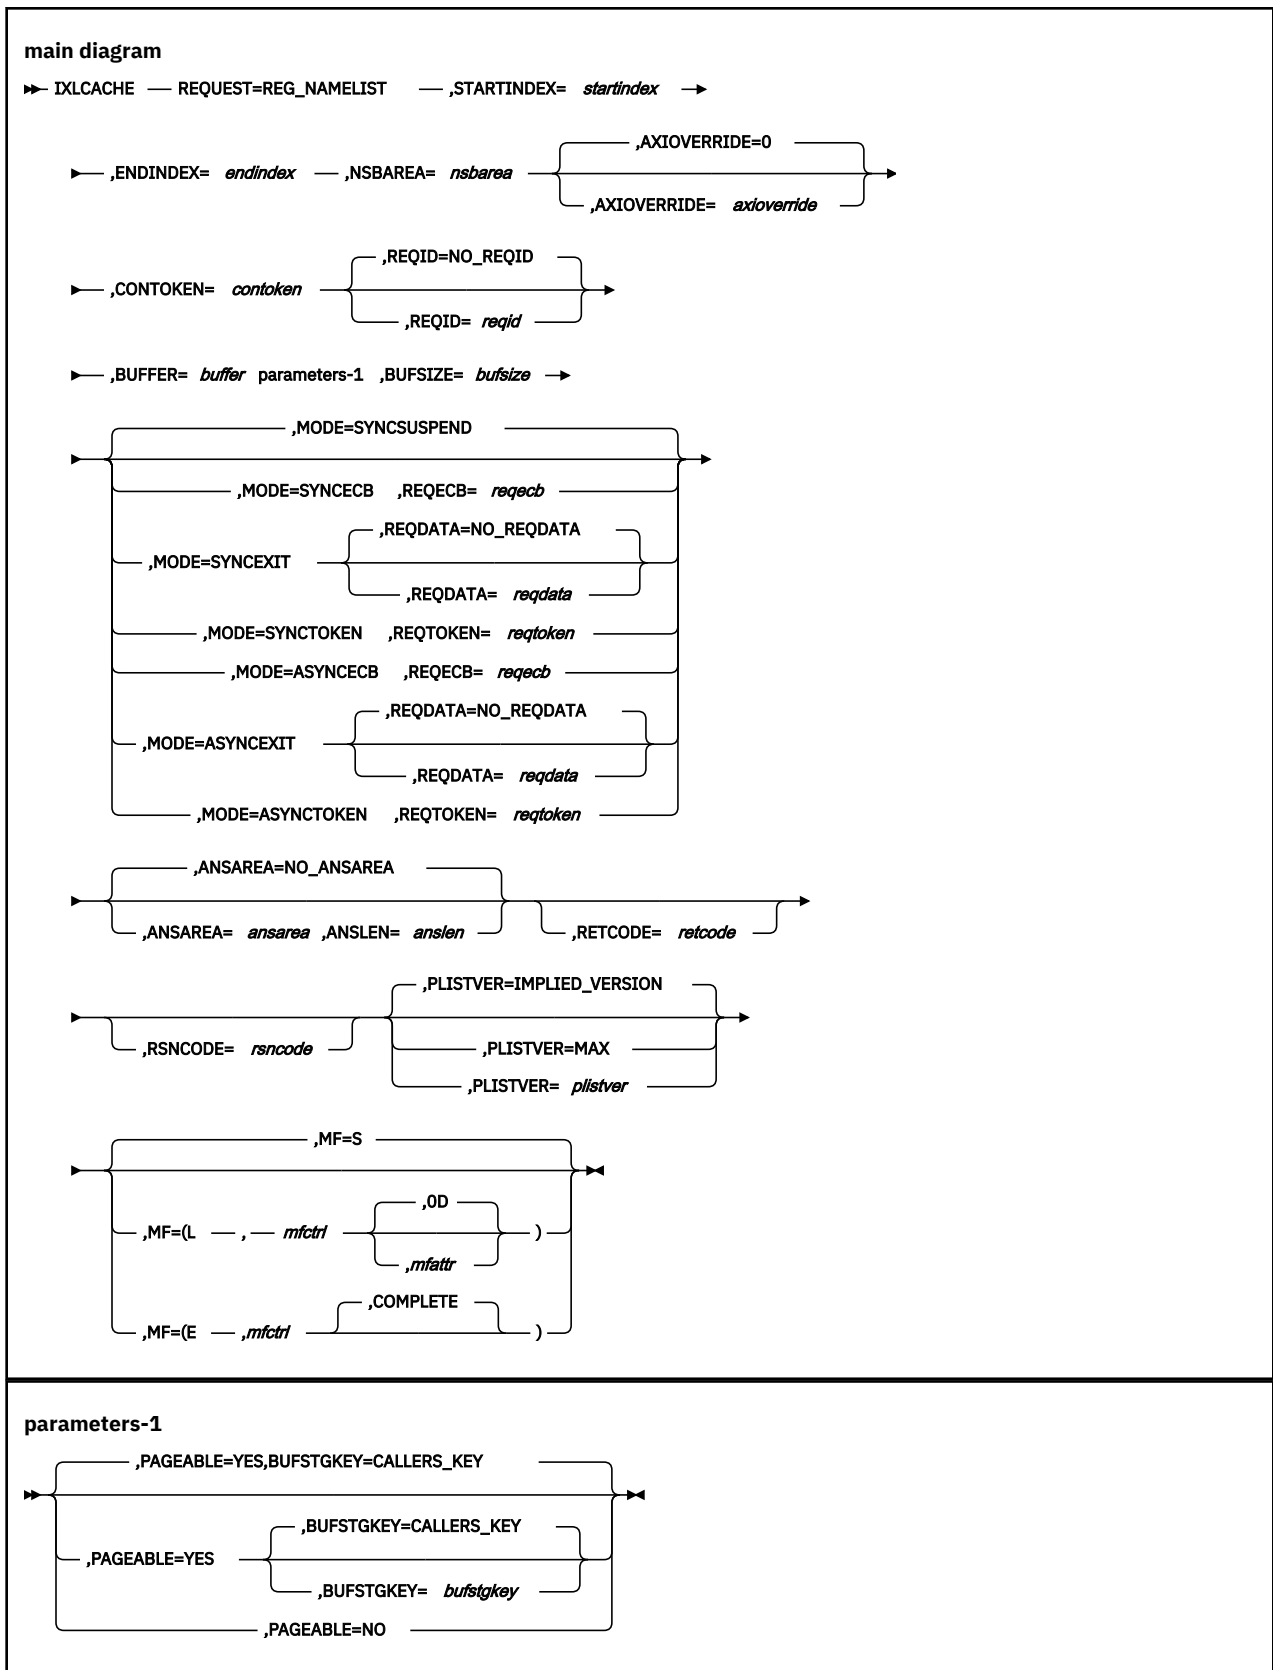 main diagram
IXLCACHE REQUEST=REG_NAMELIST ,STARTINDEX= startindex
,AXIOVERRIDE=0
,ENDINDEX= endindex ,NSBAREA= nsbarea
,AXIOVERRIDE= axioverride
,REQID=NO_REQID
,CONTOKEN= contoken
,REQID= reqid
,BUFFER= buffer parameters-1 ,BUFSIZE= bufsize
,MODE=SYNCSUSPEND
,MODE=SYNCECB ,REQECB= reqecb
,REQDATA=NO_REQDATA
,MODE=SYNCEXIT
,REQDATA= reqdata
,MODE=SYNCTOKEN ,REQTOKEN= reqtoken
,MODE=ASYNCECB ,REQECB= reqecb
,REQDATA=NO_REQDATA
,MODE=ASYNCEXIT
,REQDATA= reqdata
,MODE=ASYNCTOKEN ,REQTOKEN= reqtoken
,ANSAREA=NO_ANSAREA
,ANSAREA= ansarea ,ANSLEN= anslen ,RETCODE= retcode
,PLISTVER=IMPLIED_VERSION
,RSNCODE= rsncode ,PLISTVER=MAX
,PLISTVER= plistver
,MF=S
,0D
,MF=(L , mfctrl )
,mfattr
,COMPLETE
,MF=(E ,mfctrl )
parameters-1
,PAGEABLE=YES,BUFSTGKEY=CALLERS_KEY
,BUFSTGKEY=CALLERS_KEY
,PAGEABLE=YES
,BUFSTGKEY= bufstgkey
,PAGEABLE=NO